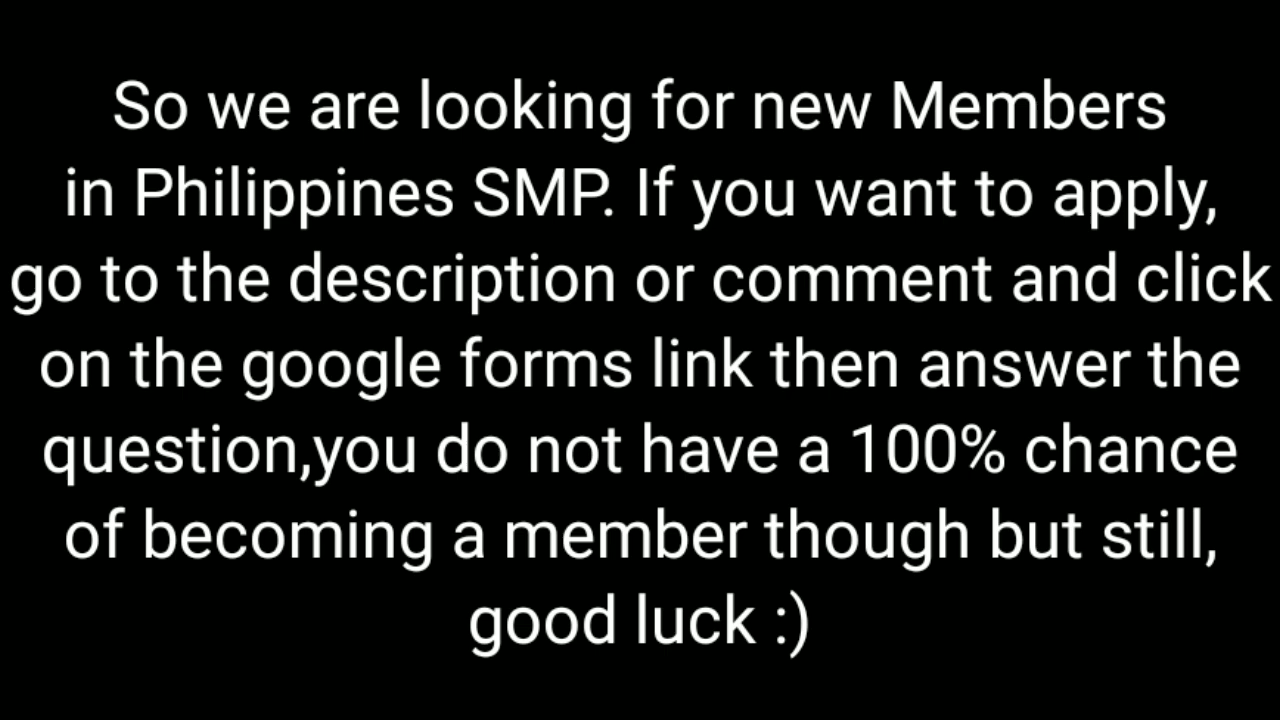 So we are looking for new Members
in Philippines SMP. If you want to apply,
go to the description or comment and click
on the google forms link then answer the
question,you do not have a 100% chance
of becoming a member though but still,
good luck :)